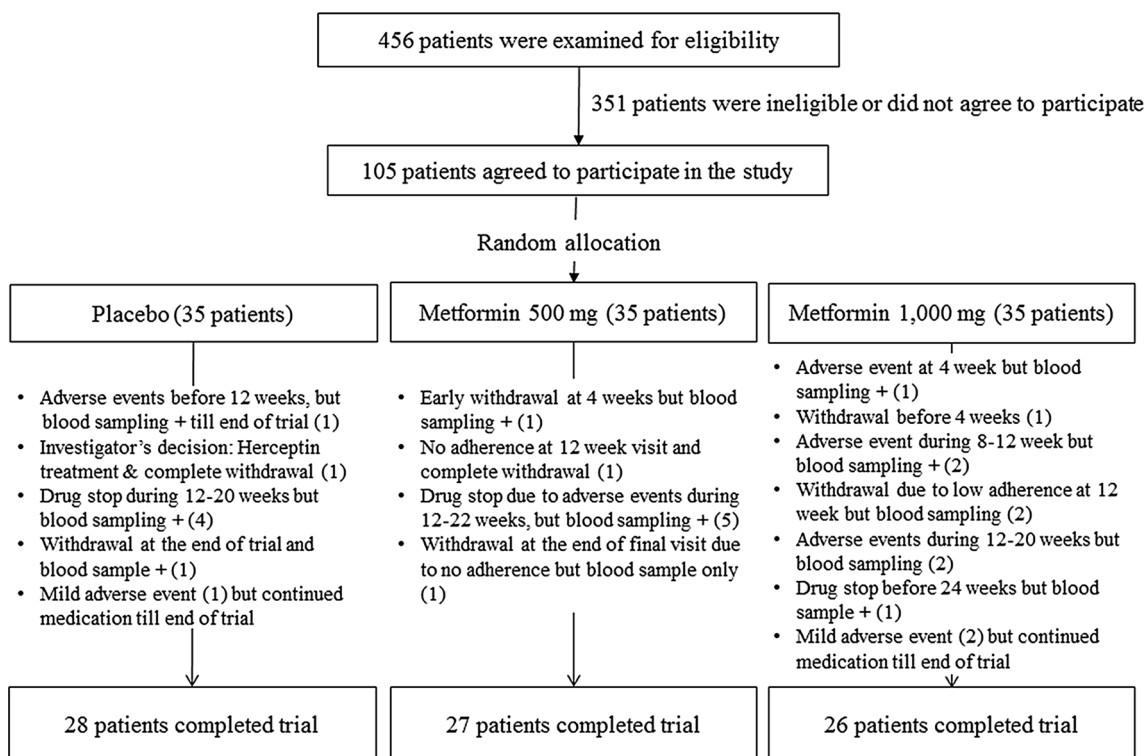 456 patients were examined for eligibility
351 patients were ineligible or did not agree to participate
105 patients agreed to participate in the study
Random allocation
Placebo (35 patients)
• Adverse events before 12 weeks, but
blood sampling + till end of trial (1)
• Investigator's decision: Herceptin
treatment & complete withdrawal (1)
• Drug stop during 12-20 weeks but
blood sampling + (4)
• Withdrawal at the end of trial and
blood sample + (1)
• Mild adverse event (1) but continued
medication till end of trial
28 patients completed trial
Metformin 500 mg (35 patients)
• Early withdrawal at 4 weeks but blood
sampling + (1)
• No adherence at 12 week visit and
complete withdrawal (1)
• Drug stop due to adverse events during
12-22 weeks, but blood sampling + (5)
• Withdrawal at the end of final visit due
to no adherence but blood sample only
(1)
27 patients completed trial
Metformin 1,000 mg (35 patients)
• Adverse event at 4 week but blood
sampling + (1)
• Withdrawal before 4 weeks (1)
• Adverse event during 8-12 week but
blood sampling + (2)
• Withdrawal due to low adherence at 12
week but blood sampling (2)
• Adverse events during 12-20 weeks but
blood sampling (2)
• Drug stop before 24 weeks but blood
sample + (1)
• Mild adverse event (2) but continued
medication till end of trial
26 patients completed trial